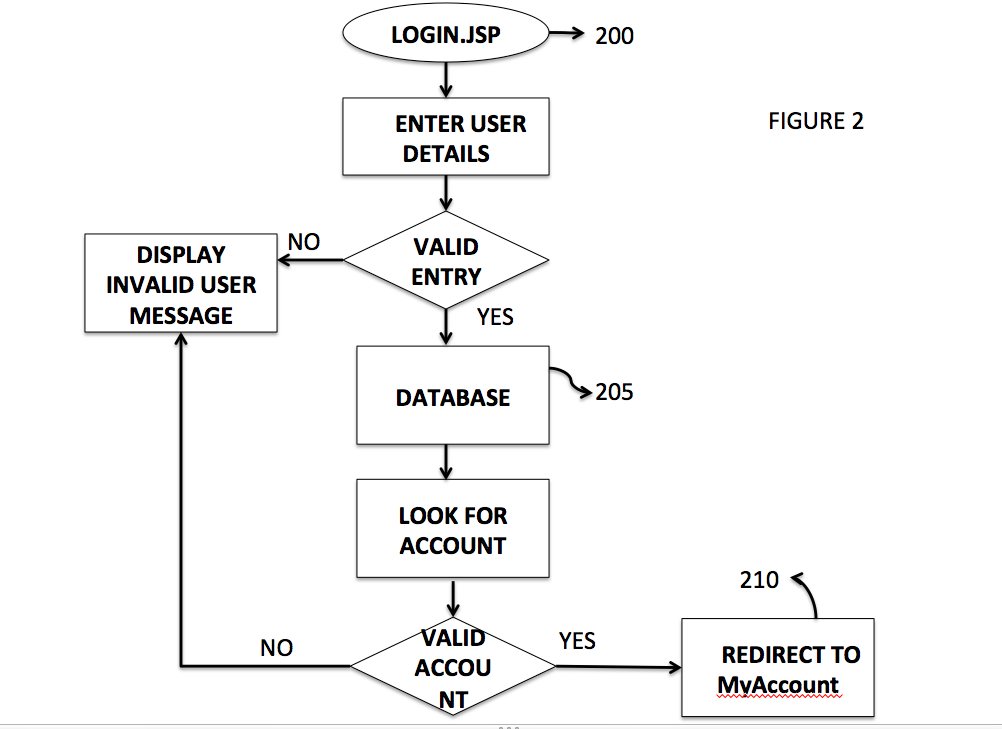 LOGIN.JSP
200
ENTER USER
DETAILS
FIGURE 2
VALID
ENTRY
NO
DISPLAY
INVALID USER
MESSAGE
YES
DATABASE
205
LOOK FOR
ACCOUNT
VALID
ACCOU
NT
NO
YES
210
REDIRECT TO
MyAccount